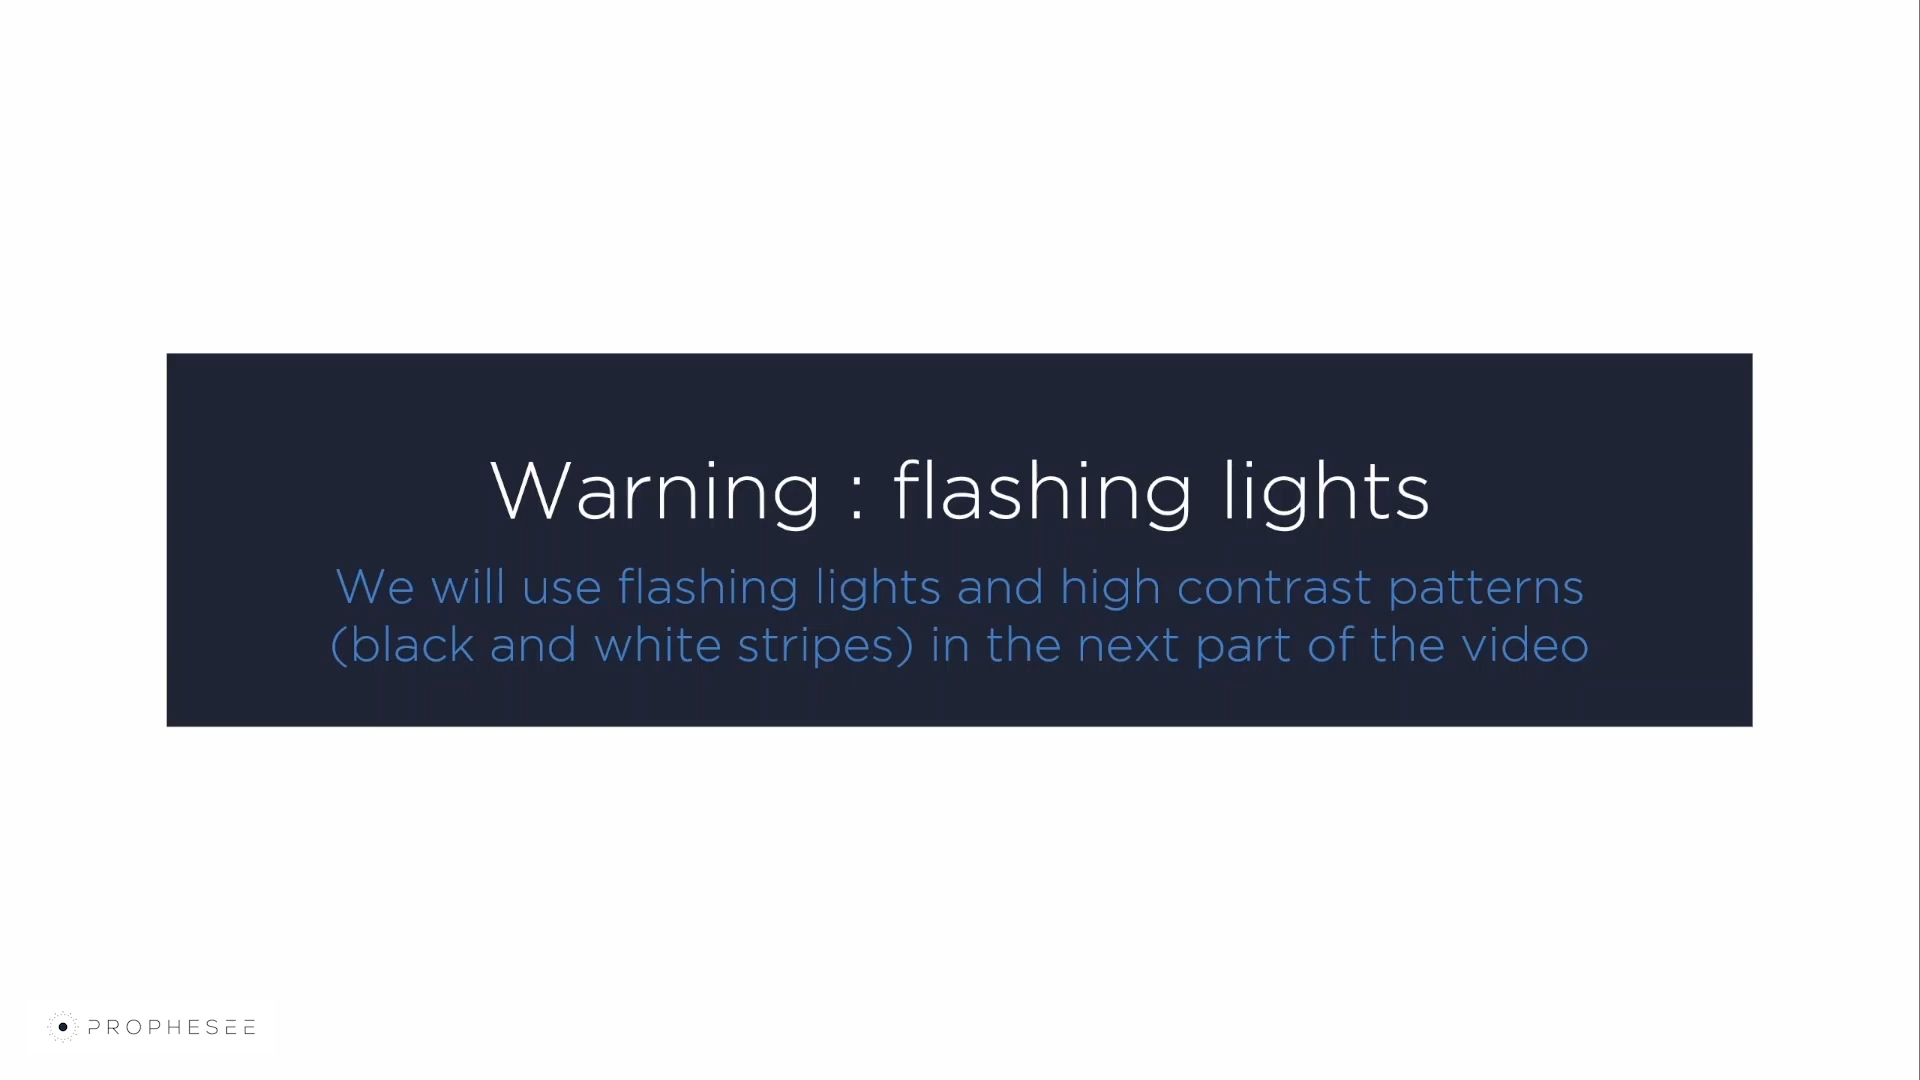 Warning : flashing lights
We will use flashing lights and high contrast patterns
(black and white stripes) in the next part of the video
PROPHESEE